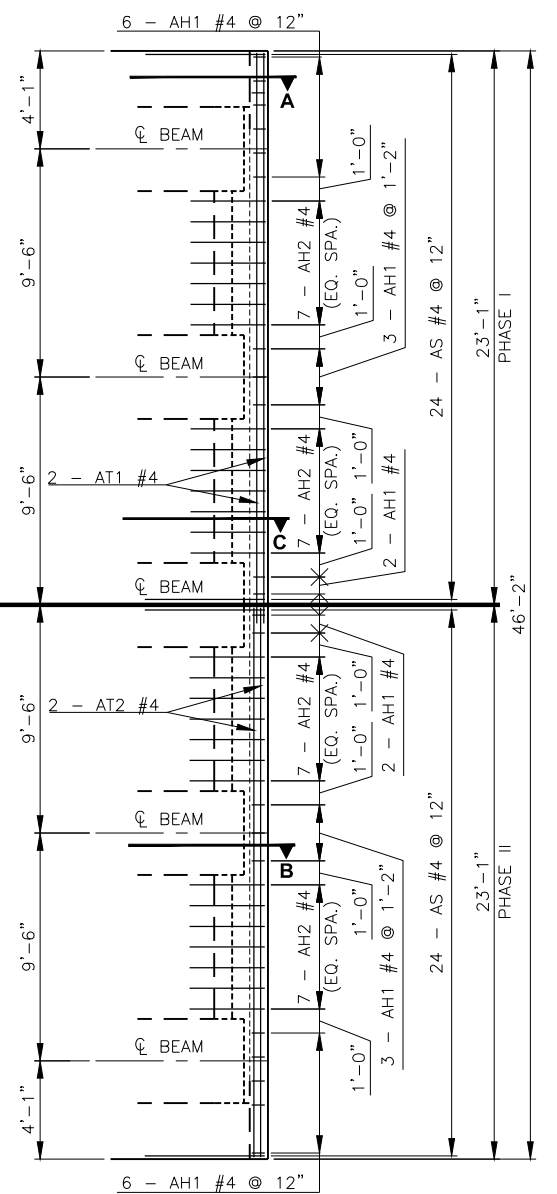 6 - AH1 #4 @ 12"
4'-1"
A
℄ BEAM
1'-0"
7 - AH2 #4
(EQ. SPA.)
1'-0"
3 - AH1 #4 @ 1'-2"
9'-6"
24 - AS #4 @ 12"
23'-1"
PHASE I
℄ BEAM
9'-6"
2 - AT1 #4
7 - AH2 #4
(EQ. SPA.)
1'-0"
1'-0"
2 - AH1 #4
C
℄ BEAM
46'-2"
9'-6"
2 - AT2 #4
7 - AH2 #4
(EQ. SPA.)
1'-0"
1'-0"
2 - AH1 #4
℄ BEAM
B
9'-6"
7 - AH2 #4
(EQ. SPA.)
1'-0"
3 - AH1 #4 @ 1'-2"
24 - AS #4 @ 12"
23'-1"
PHASE II
℄ BEAM
1'-0"
4'-1"
6 - AH1 #4 @ 12"